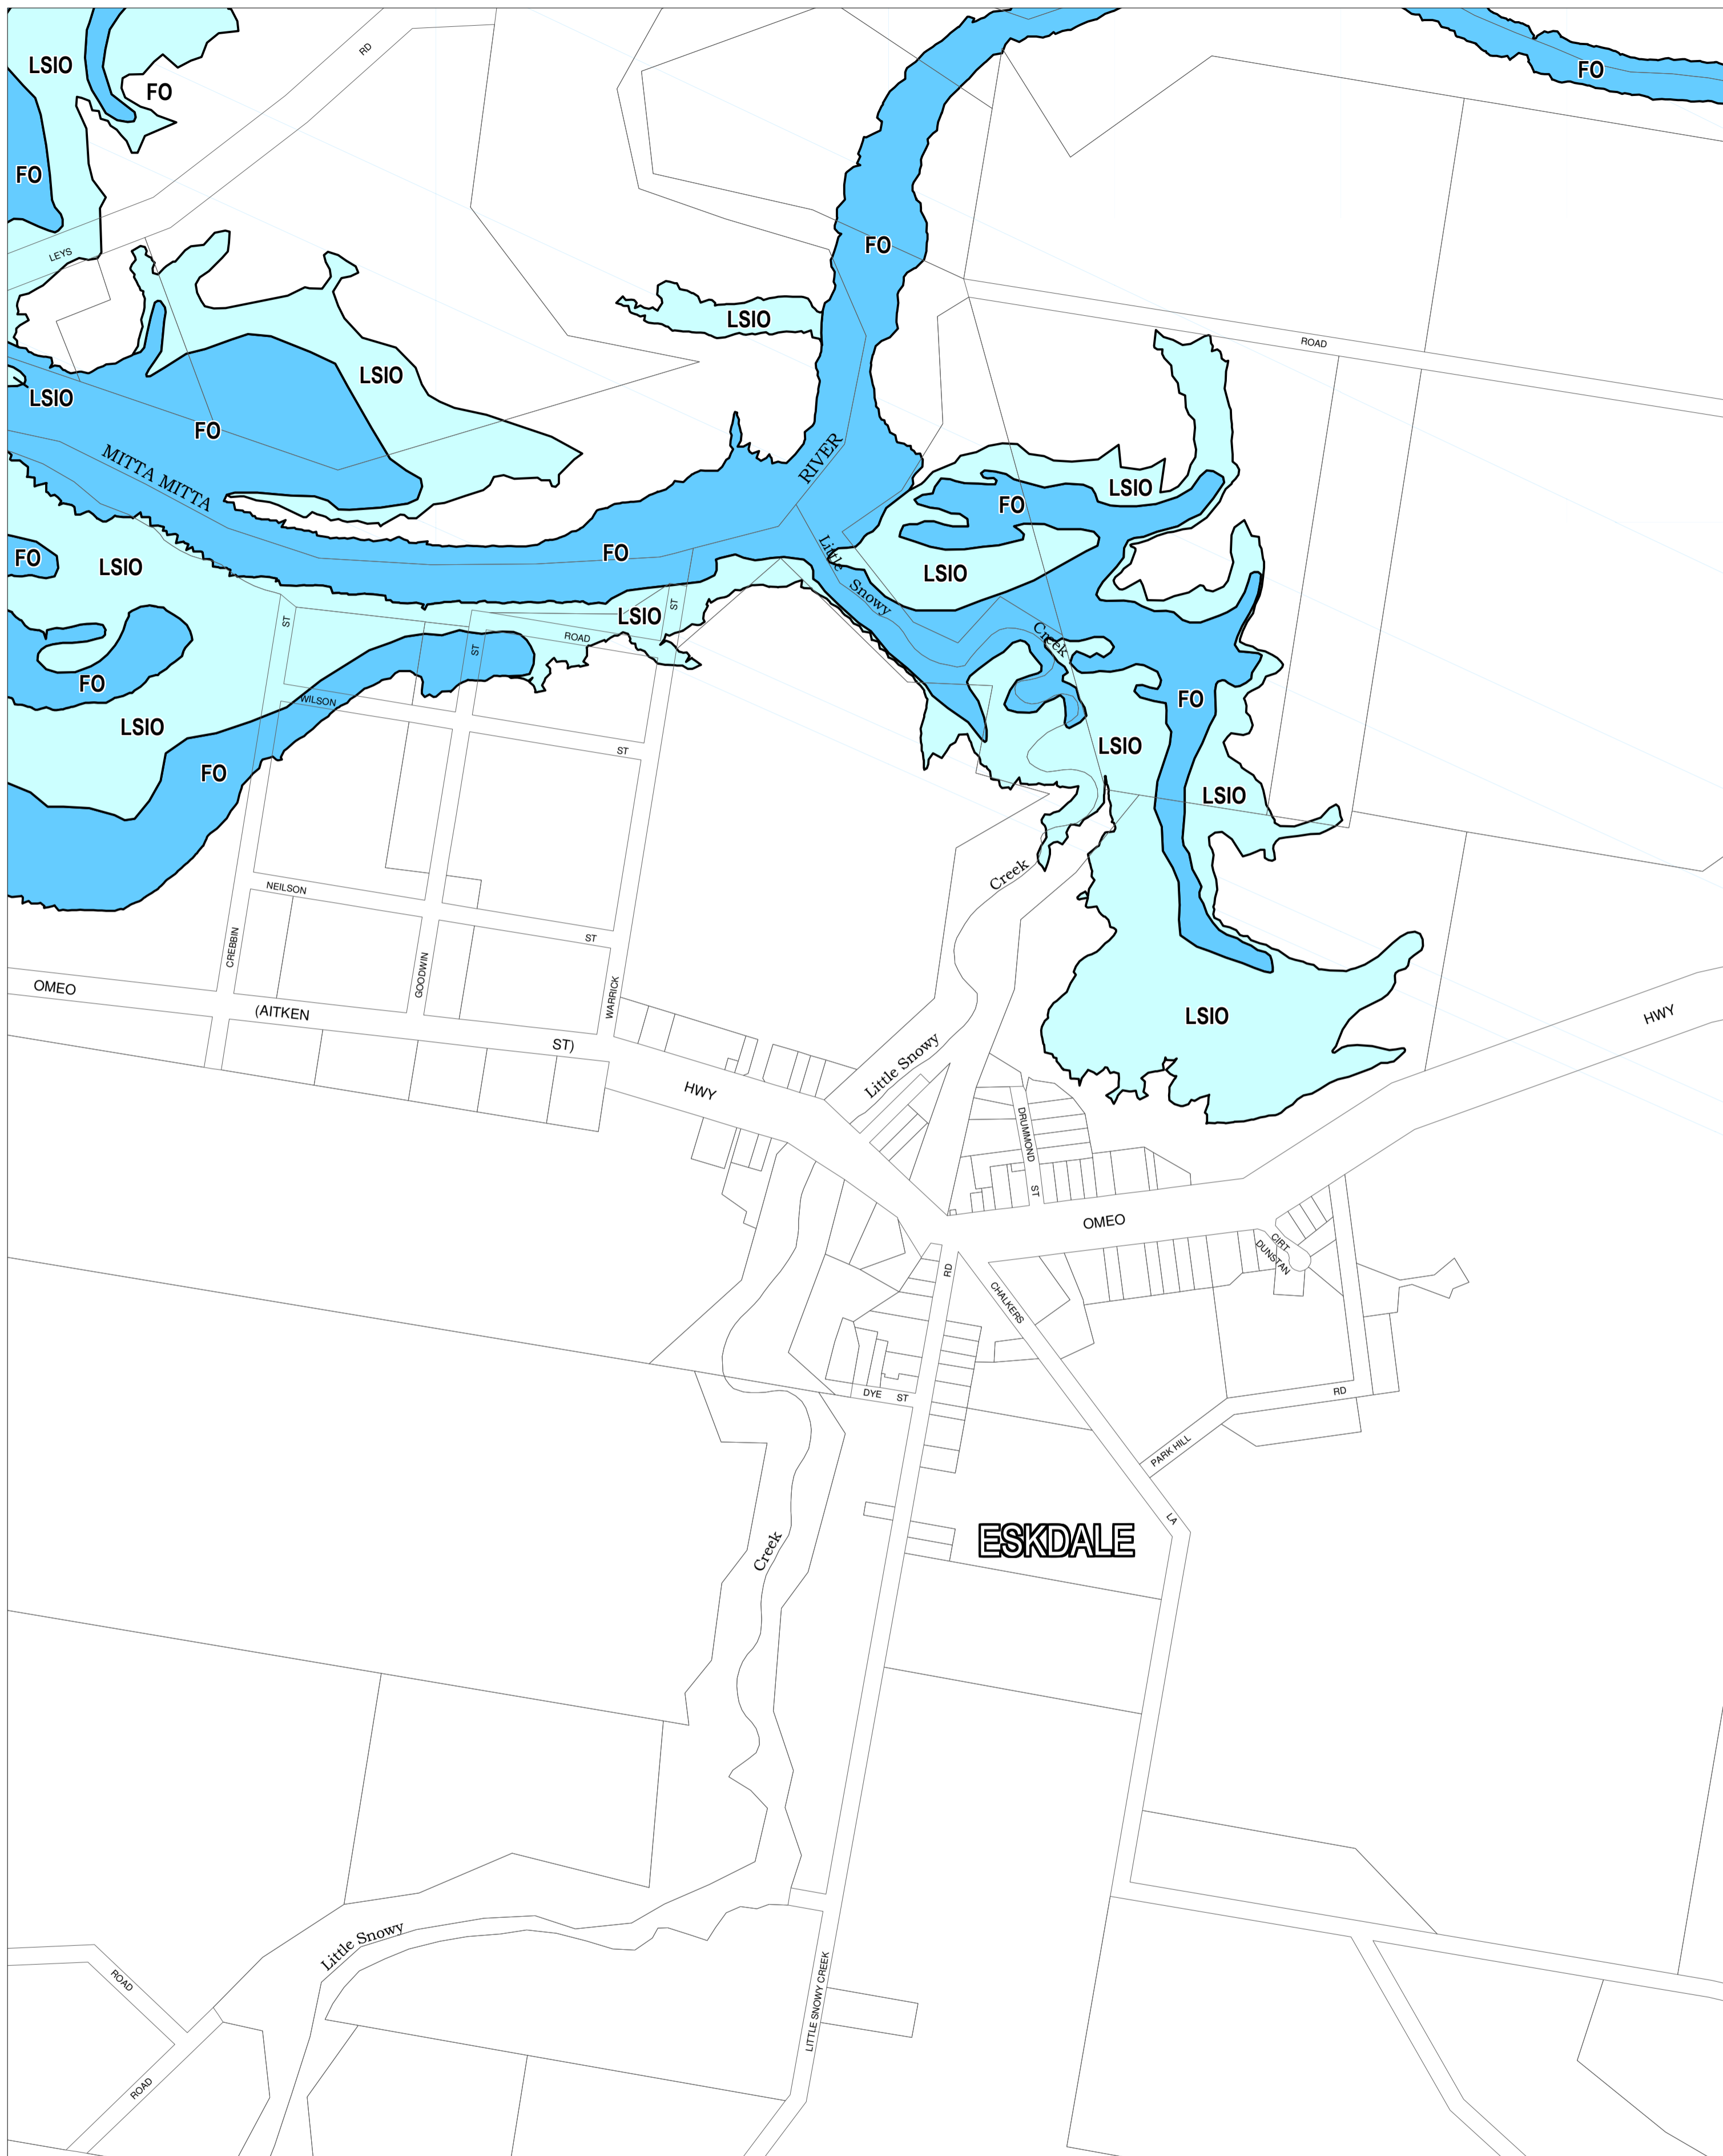 RD
LSIO
FO
FO
FO
FO
LEYS
FO
LSIO
ROAD
LSIO
LSIO
FO
MITTA MITTA
RIVER
LSIO
FO
FO
FO
LSIO
Little Snowy
LSIO
LSIO
ST
ST
ROAD
ST
Creek
FO
FO
WILSON
LSIO
ST
LSIO
FO
LSIO
Creek
NEILSON
ST
CREBBIN
GOODWIN
WARRICK
OMEO
(AITKEN
ST)
LSIO
HWY
Little Snowy
HWY
DRUMMOND
ST
OMEO
CIRT
DUNSTAN
RD
CHALKERS
DYE ST
RD
PARK HILL
LA
ESKDALE
Creek
Little Snowy
ROAD
LITTLE SNOWY CREEK
ROAD